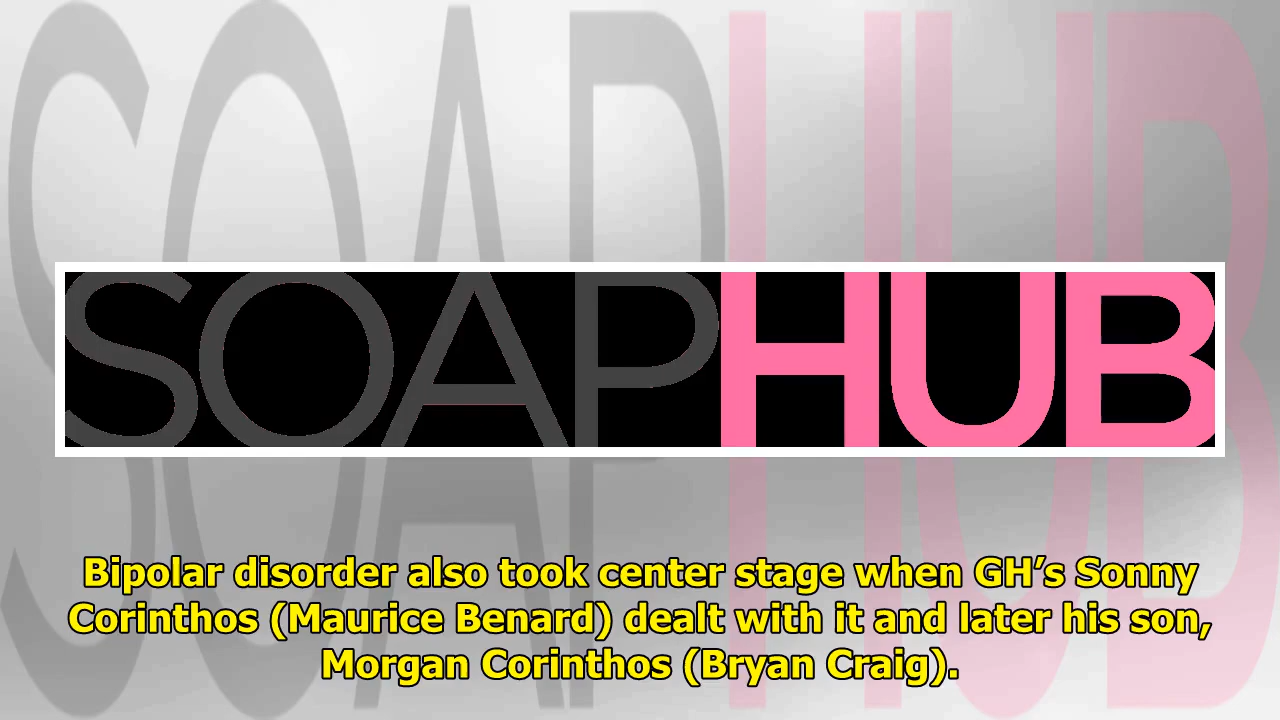 SOAPHUB
SOAPHUB
Bipolar disorder also took center stage when GH’s Sonny
Corinthos (Maurice Benard) dealt with it and later his son,
Morgan Corinthos (Bryan Craig).